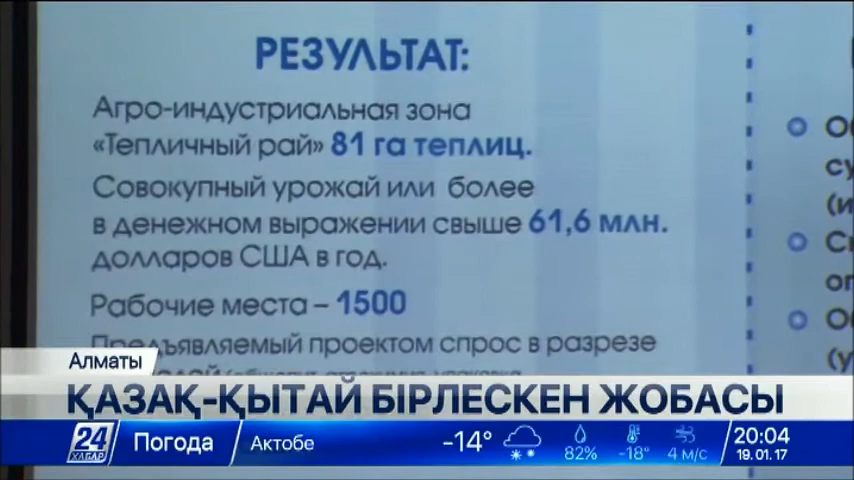 РЕЗУЛЬТАТ:
Агро-индустриальная зона
«Тепличный рай» 81 га теплиц.
Совокупный урожай или более
в денежном выражении свыше 61,6 млн.
долларов США в год.
Рабочие места – 1500
Предъявляемый проектом спрос в разрезе
Алматы
ҚАЗАҚ-ҚЫТАЙ БІРЛЕСКЕН ЖОБАСЫ
24 ХАБАР Погода Актобе -14° 82% -18° 4 м/с 20:04
19.01.17